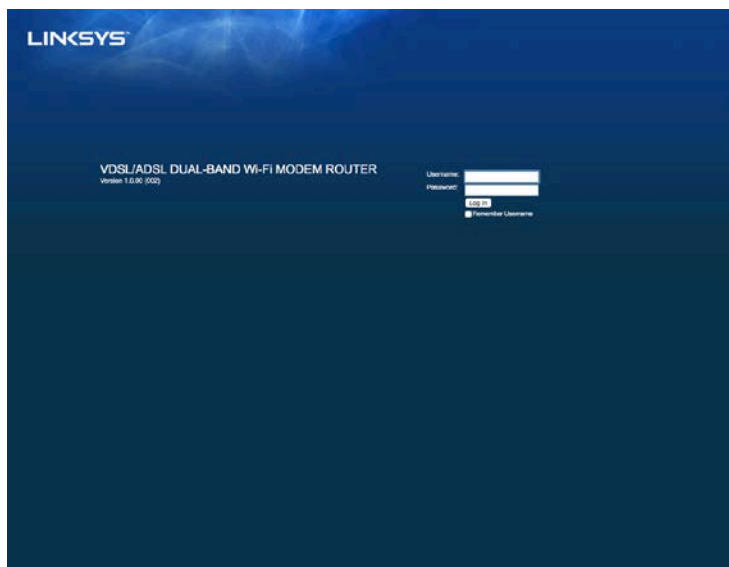 LINKSYS
VDSL/ADSL DUAL-BAND Wi-Fi MODEM ROUTER
Version 1.0.00 (002)
Username:
Password:
Log in
Remember Username